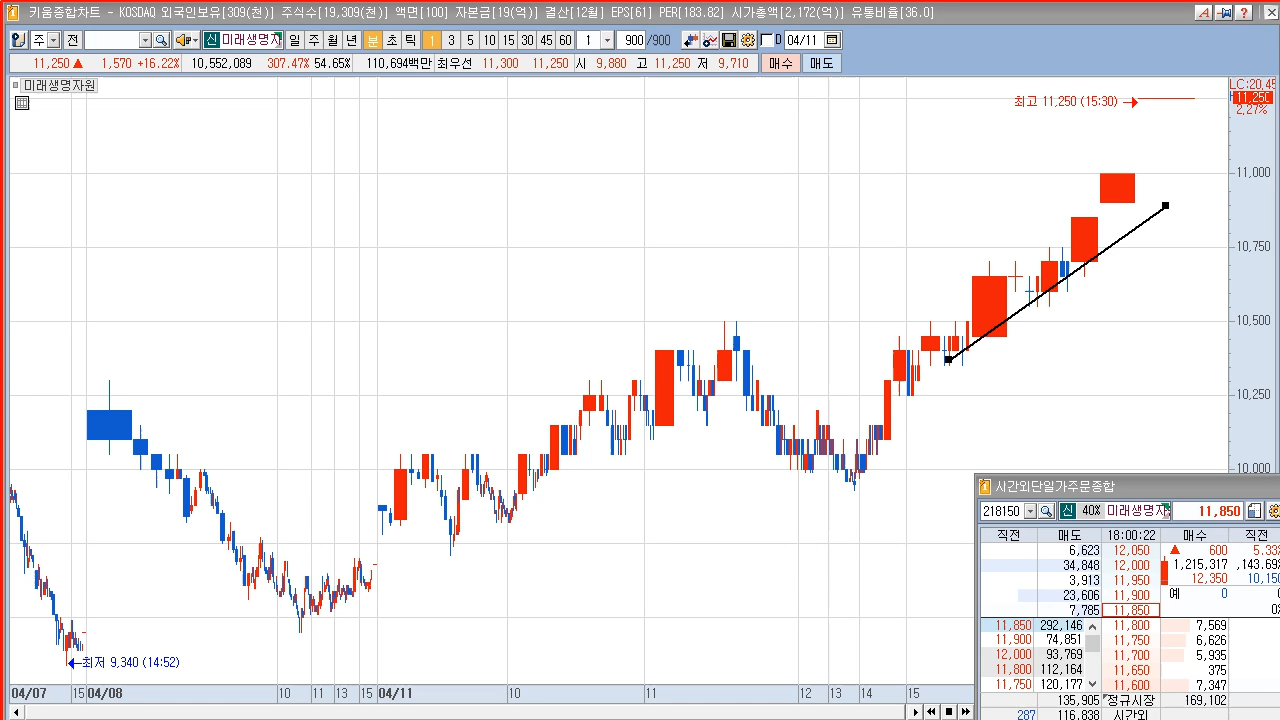 키움종합차트 - KOSDAQ 외국인보유[309(천)] 주식수[19,309(천)] 액면[100] 자본금[19(억)] 결산[12월] EPS[61] PER[183.82] 시가총액[2,172(억)] 유통비율[36.0]
주 전 신 미래생명자 일 주 월 년 분 초 틱 1 3 5 10 15 30 45 60 1 900 /900 D 04/11
11,250 ▲ 1,570 +16.22% 10,552,089 307.47% 54.65% 110,694백만 최우선 11,300 11,250 시 9,880 고 11,250 저 9,710 매수 매도
미래생명자원
LC:20,45
11,250
2,27%
최고 11,250 (15:30)
11,000
10,750
10,500
10,250
10,000
최저 9,340 (14:52)
04/07 15 04/08 10 11 13 15 04/11 10 11 12 13 14 15
시간외단일가주문종합
218150 신 40% 미래생명자 11,850
직전 매도 18:00:22 매수 직전
6,623 12,050 ▲ 600 5.33
34,848 12,000 1,215,317 ,143.69
3,913 11,950 12,350 10,15
23,606 11,900 예 0
7,785 11,850
11,850 292,146 11,800 7,569
11,900 74,851 11,750 6,626
12,000 93,769 11,700 5,935
11,800 112,164 11,650 375
11,750 120,177 11,600 7,347
135,905 정규시장 169,102
287 116,839 시간외